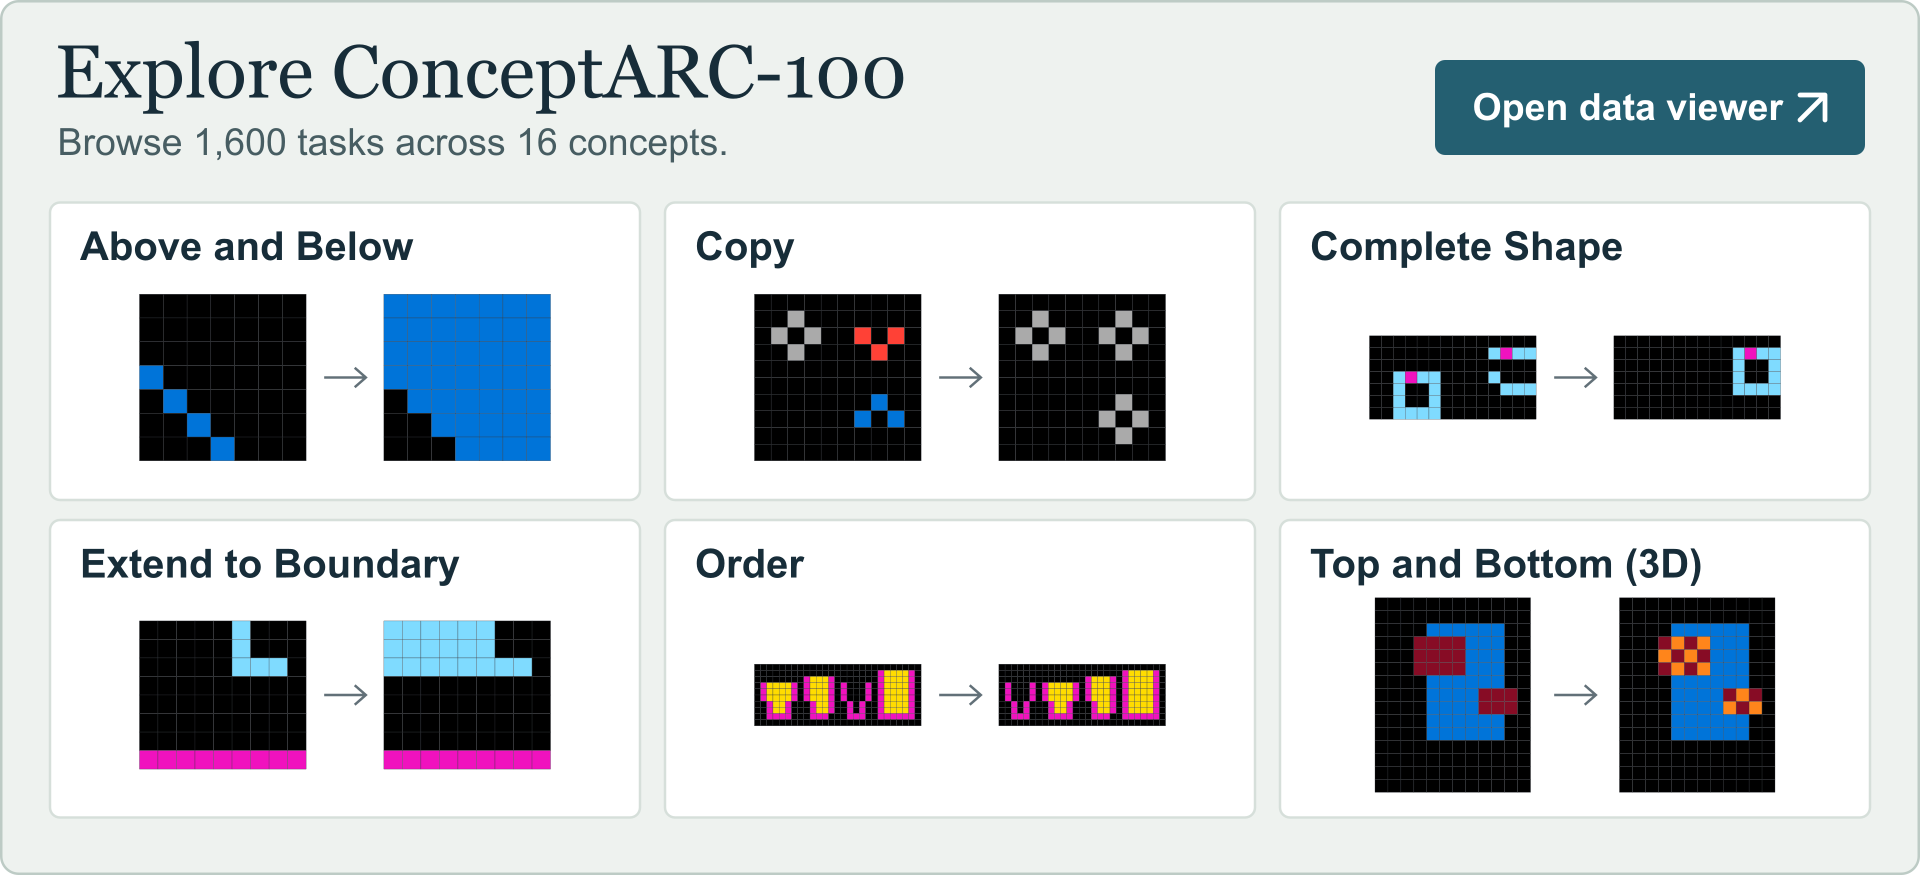 Explore ConceptARC-100
Browse 1,600 tasks across 16 concepts.
Open data viewer
Above and Below
Copy
Complete Shape
Extend to Boundary
Order
Top and Bottom (3D)